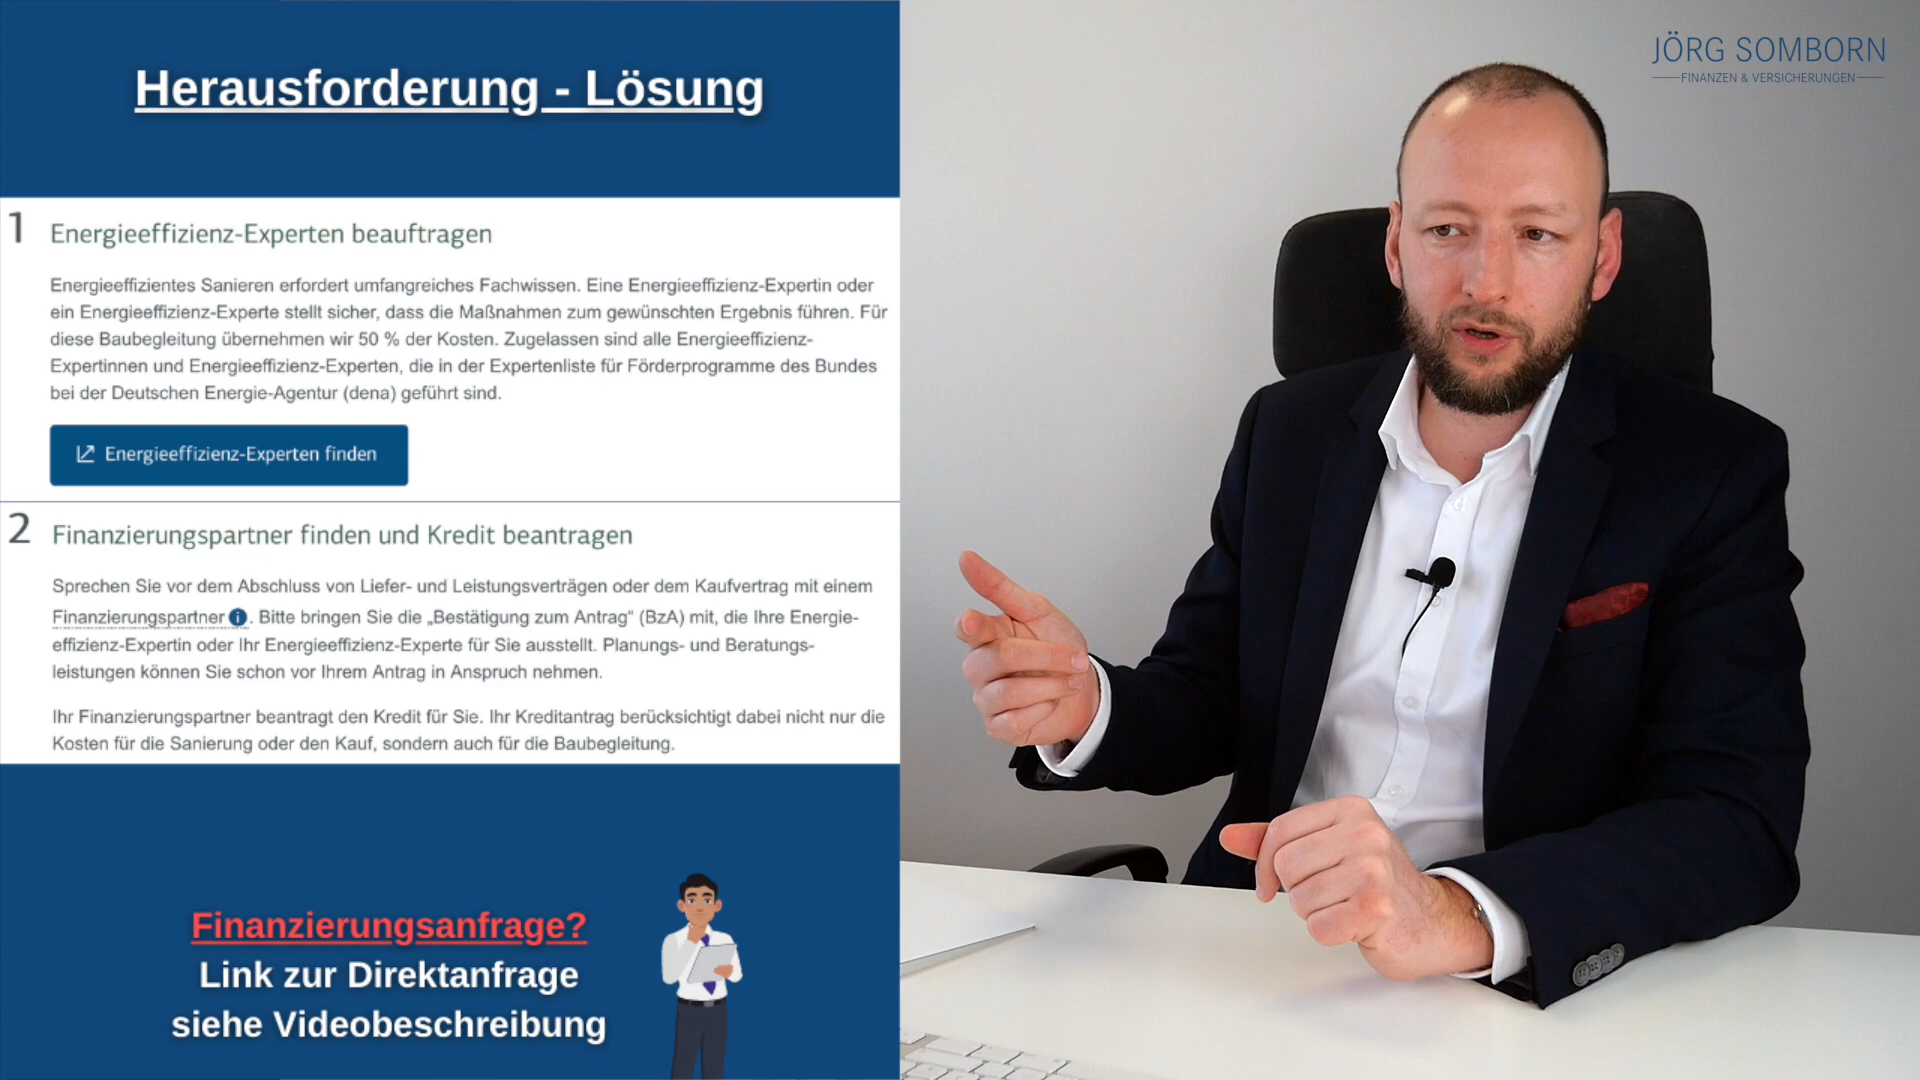 Herausforderung - Lösung
1
Energieeffizienz-Experten beauftragen
Energieeffizientes Sanieren erfordert umfangreiches Fachwissen. Eine Energieeffizienz-Expertin oder
ein Energieeffizienz-Experte stellt sicher, dass die Maßnahmen zum gewünschten Ergebnis führen. Für
diese Baubegleitung übernehmen wir 50 % der Kosten. Zugelassen sind alle Energieeffizienz-
Expertinnen und Energieeffizienz-Experten, die in der Expertenliste für Förderprogramme des Bundes
bei der Deutschen Energie-Agentur (dena) geführt sind.
Energieeffizienz-Experten finden
2
Finanzierungspartner finden und Kredit beantragen
Sprechen Sie vor dem Abschluss von Liefer- und Leistungsverträgen oder dem Kaufvertrag mit einem
Finanzierungspartner i. Bitte bringen Sie die „Bestätigung zum Antrag“ (BzA) mit, die Ihre Energie-
effizienz-Expertin oder Ihr Energieeffizienz-Experte für Sie ausstellt. Planungs- und Beratungs-
leistungen können Sie schon vor Ihrem Antrag in Anspruch nehmen.
Ihr Finanzierungspartner beantragt den Kredit für Sie. Ihr Kreditantrag berücksichtigt dabei nicht nur die
Kosten für die Sanierung oder den Kauf, sondern auch für die Baubegleitung.
Finanzierungsanfrage?
Link zur Direktanfrage
siehe Videobeschreibung
JÖRG SOMBORN
FINANZEN & VERSICHERUNGEN